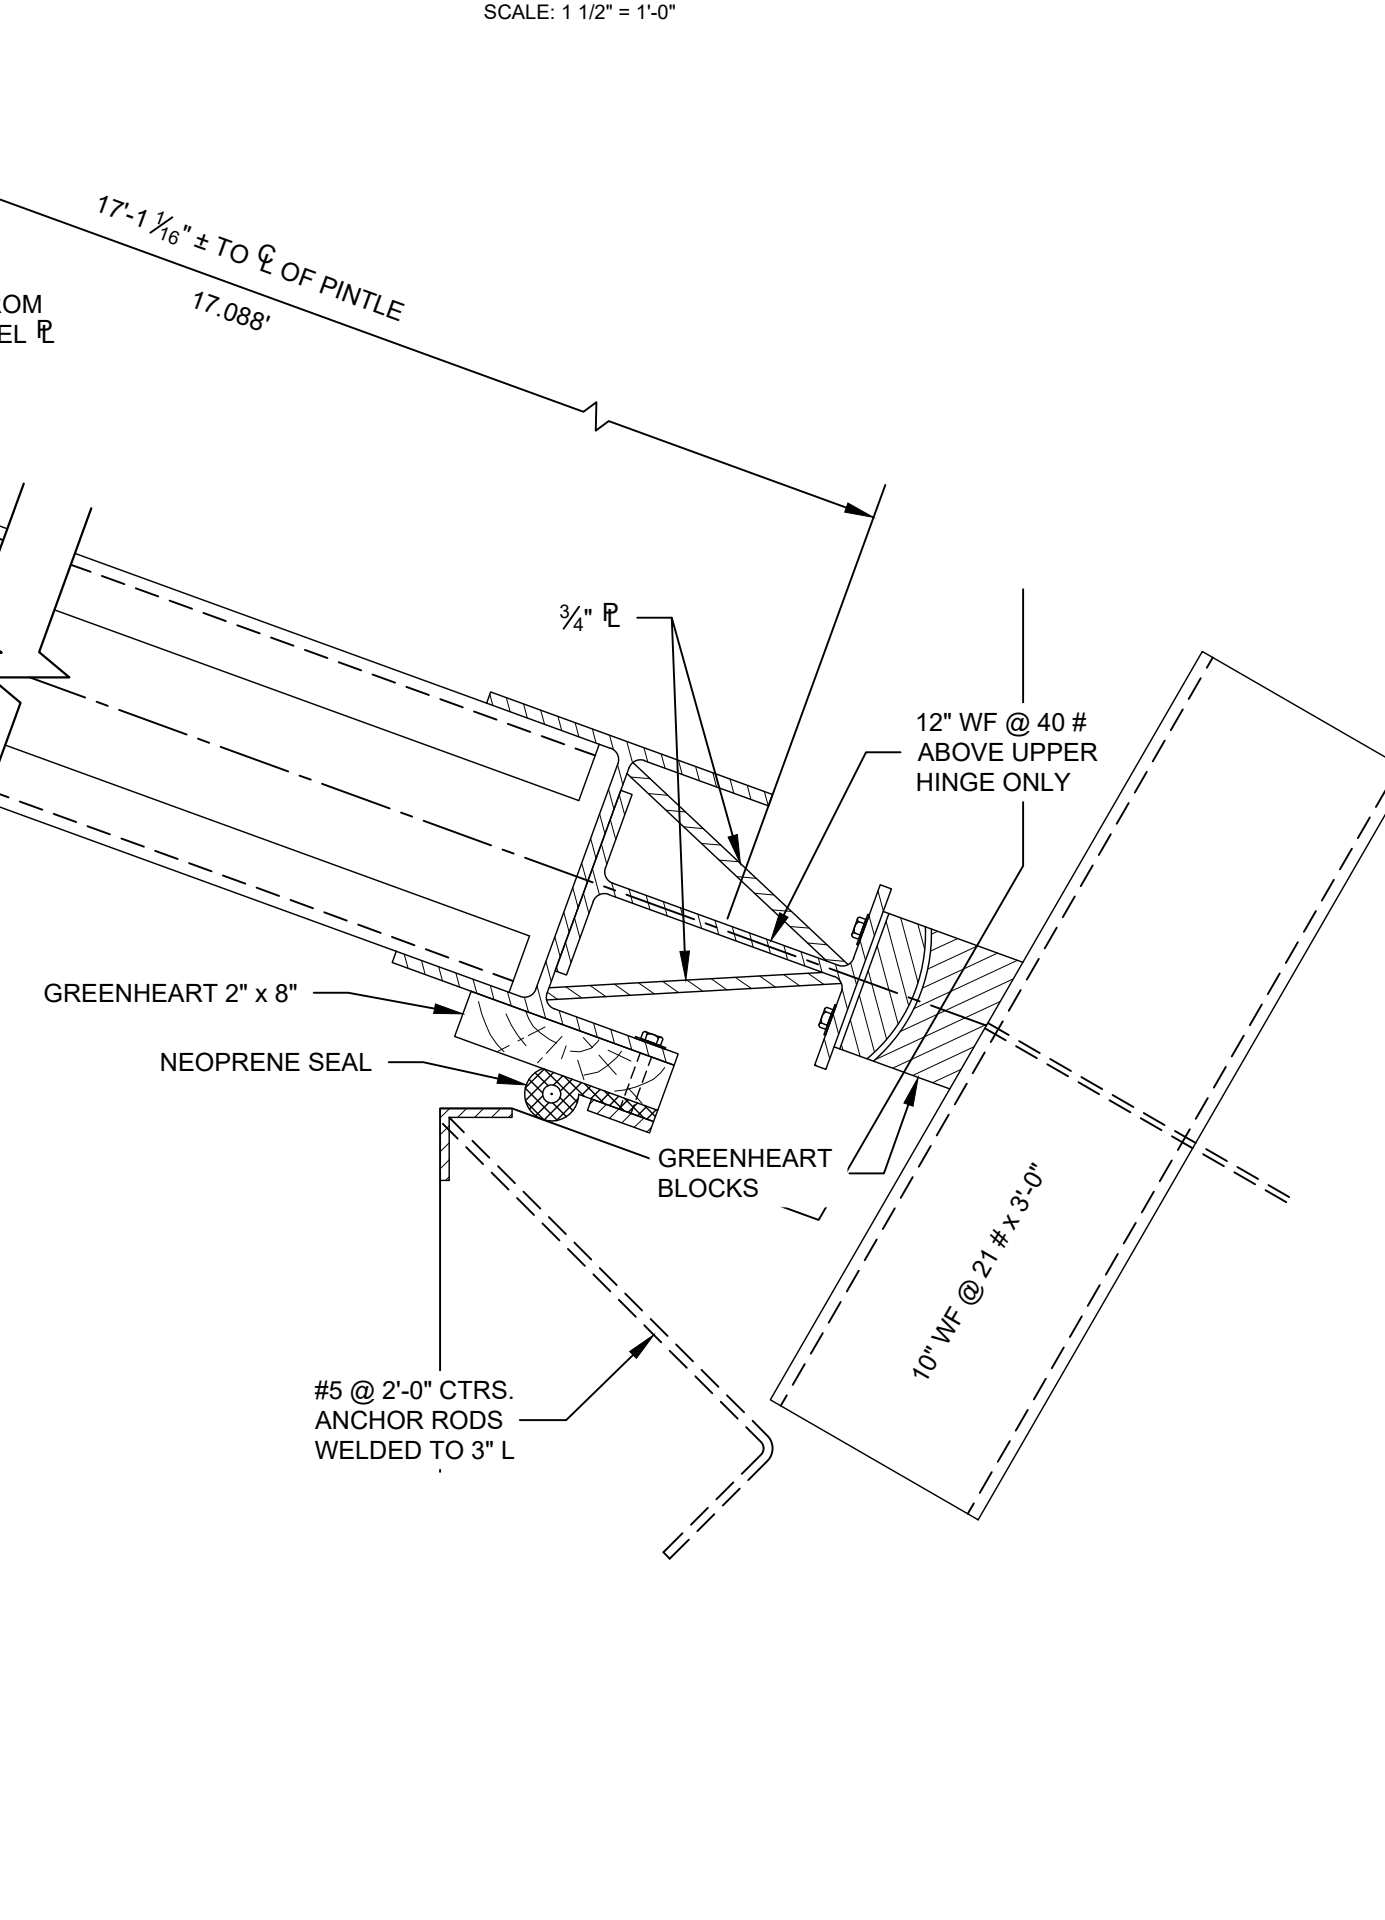 SCALE: 1 1/2" = 1'-0"
17'-1 1/16" ± TO ℄ OF PINTLE
17.088'
ROM
EL ⅊
3/4" ⅊
12" WF @ 40 #
ABOVE UPPER
HINGE ONLY
GREENHEART 2" x 8"
NEOPRENE SEAL
GREENHEART
BLOCKS
10" WF @ 21 # x 3'-0"
#5 @ 2'-0" CTRS.
ANCHOR RODS
WELDED TO 3" L